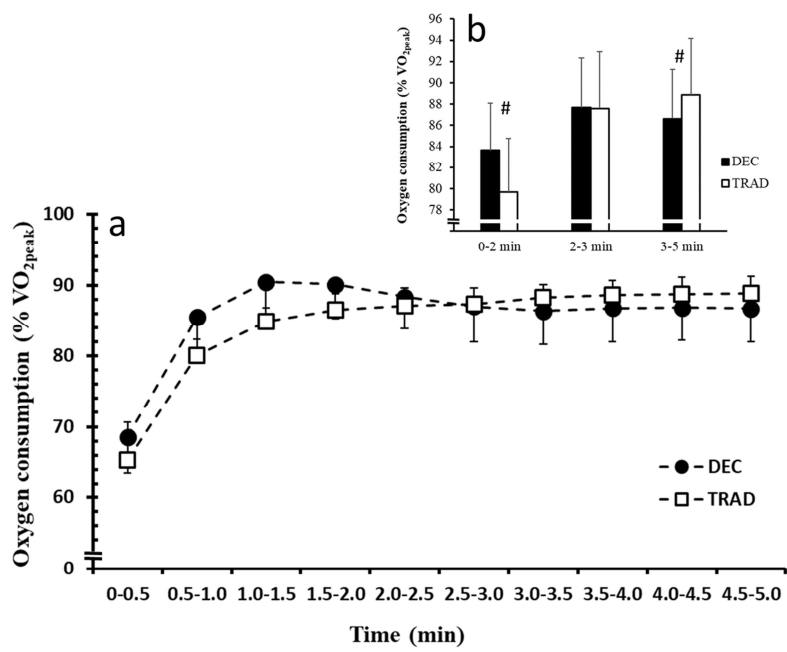 b
Oxygen consumption (% VO2peak)
96
94
92
90
88
86
84
82
80
78
#
#
DEC
TRAD
0-2 min
2-3 min
3-5 min
a
Oxygen consumption (% VO2peak)
100
90
80
70
60
0
DEC
TRAD
0-0.5 0.5-1.0 1.0-1.5 1.5-2.0 2.0-2.5 2.5-3.0 3.0-3.5 3.5-4.0 4.0-4.5 4.5-5.0
Time (min)